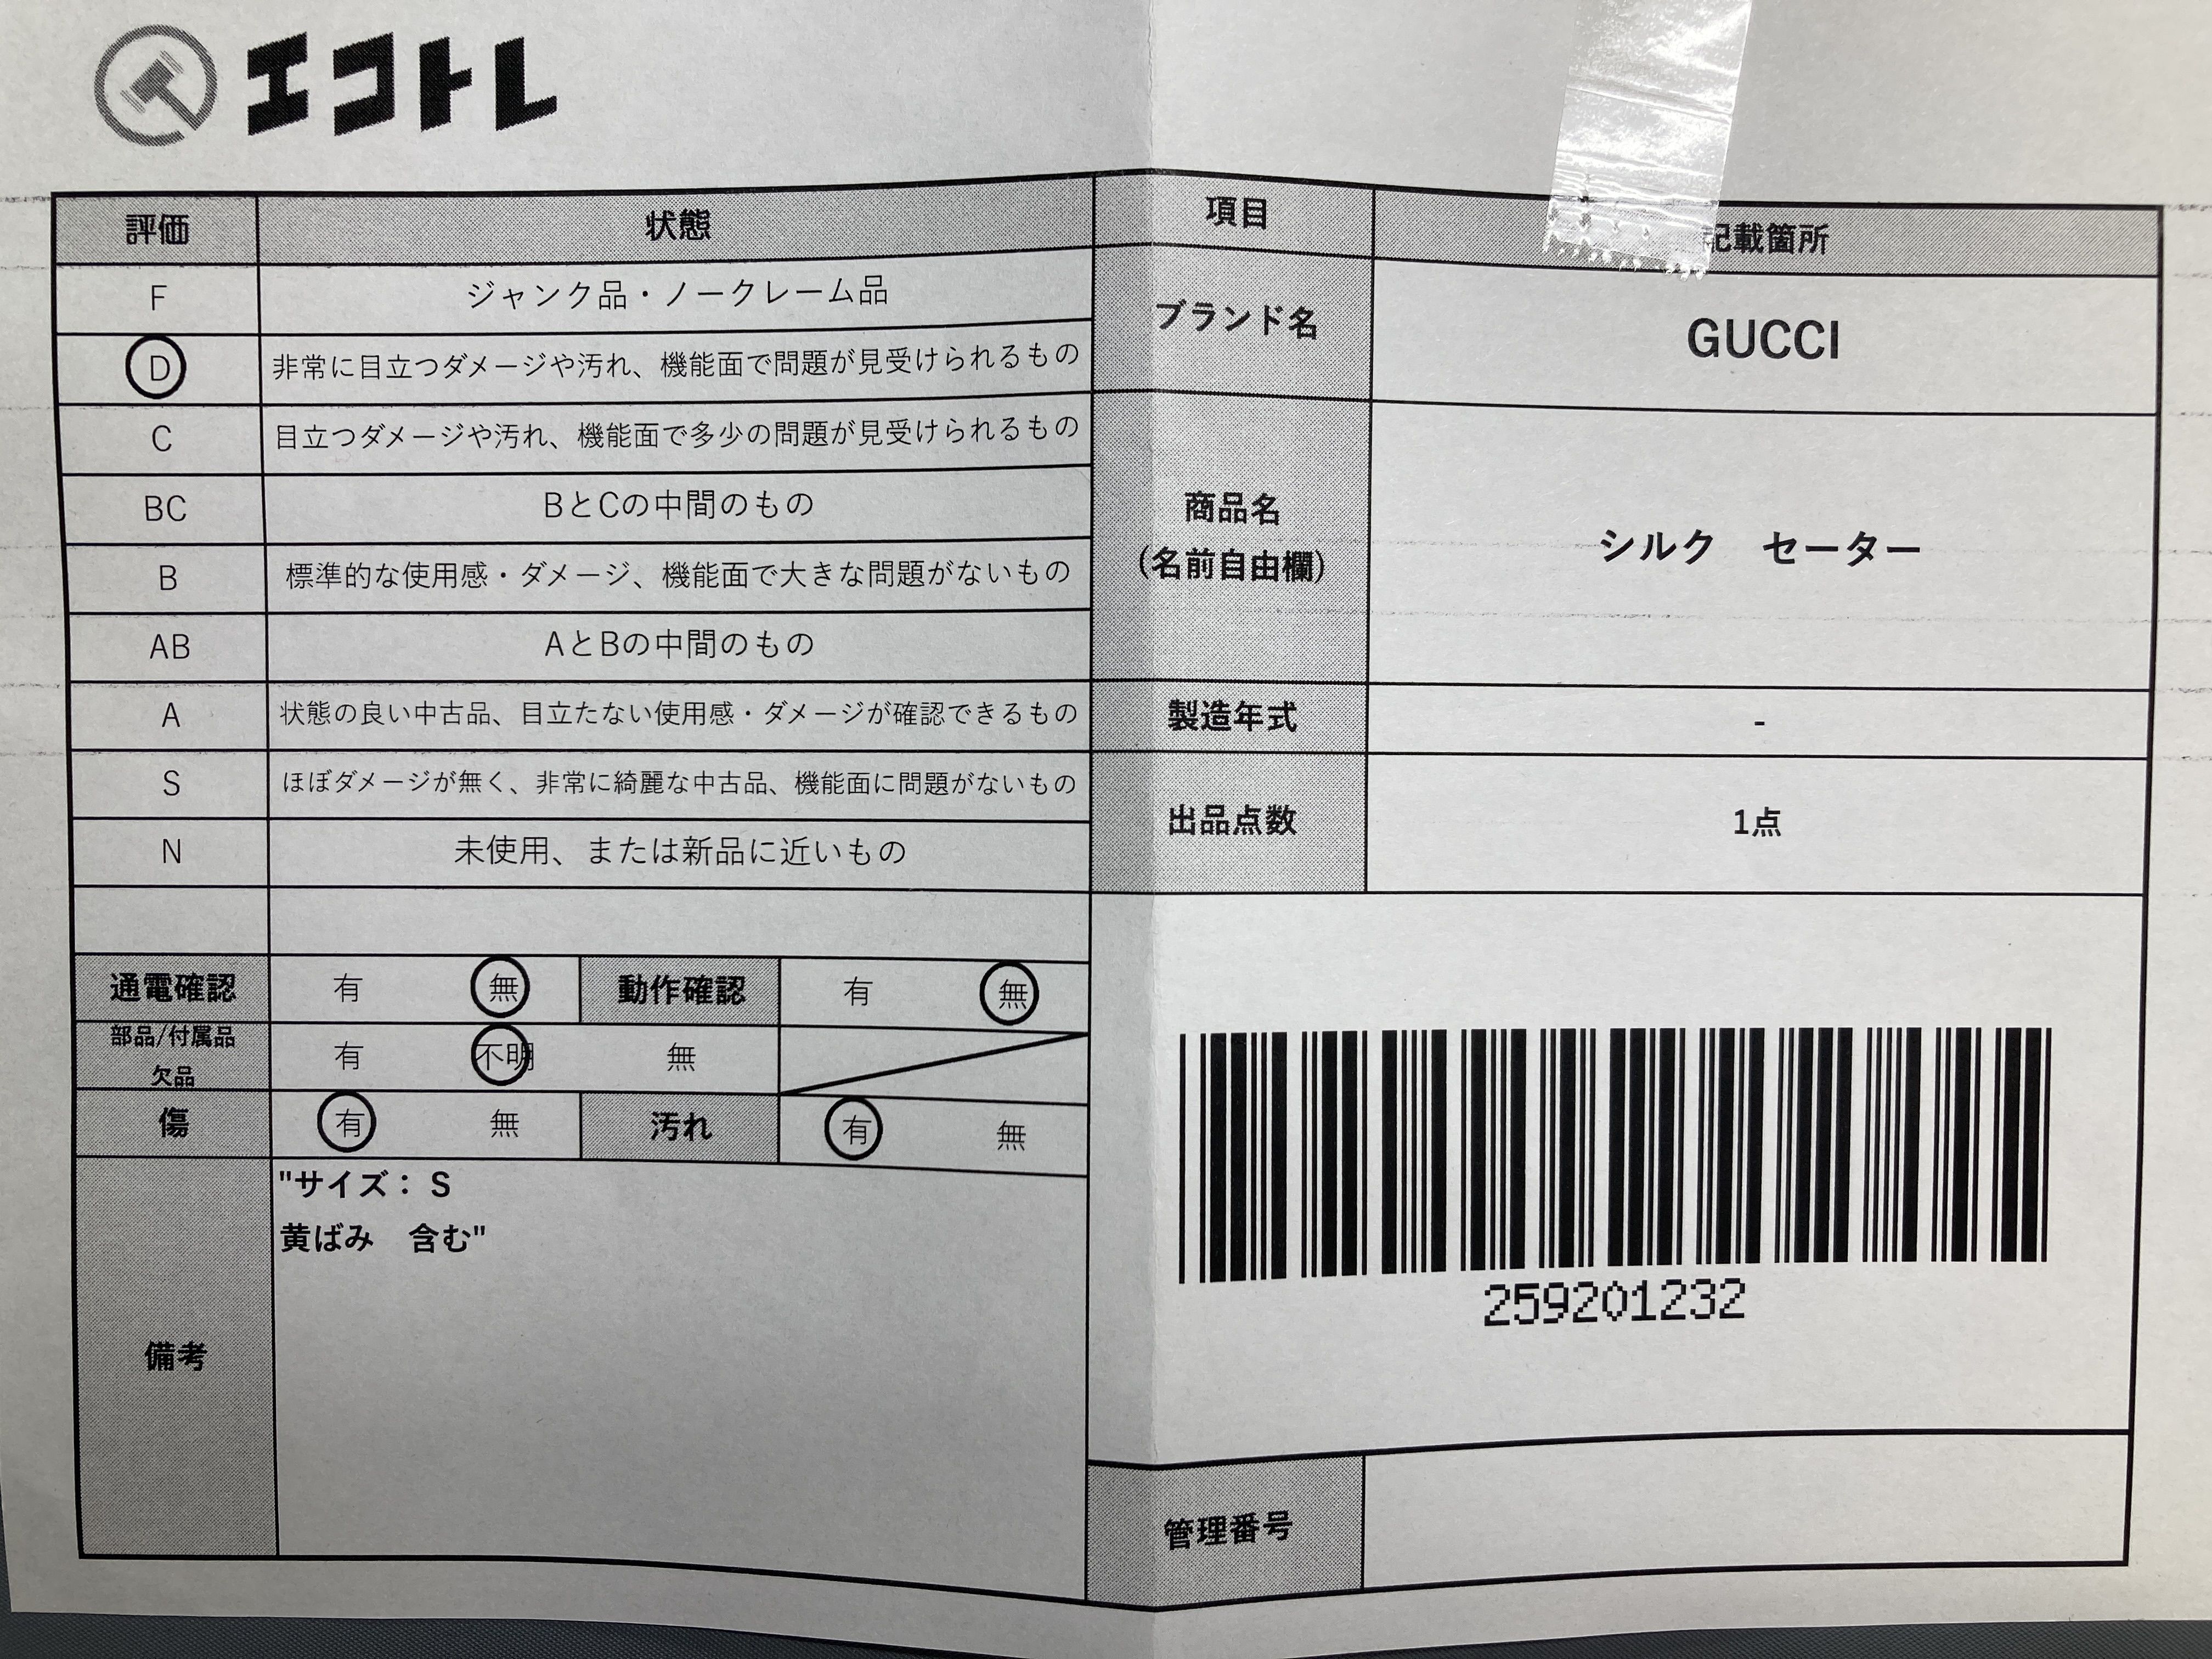 エコトレ
評価 状態
F ジャンク品・ノークレーム品
D 非常に目立つダメージや汚れ、機能面で問題が見受けられるもの
C 目立つダメージや汚れ、機能面で多少の問題が見受けられるもの
BC BとCの中間のもの
B 標準的な使用感・ダメージ、機能面で大きな問題がないもの
AB AとBの中間のもの
A 状態の良い中古品、目立たない使用感・ダメージが確認できるもの
S ほぼダメージが無く、非常に綺麗な中古品、機能面に問題がないもの
N 未使用、または新品に近いもの
通電確認 有 無 動作確認 有 無
部品/付属品
欠品 有 不明 無
傷 有 無 汚れ 有 無
備考
"サイズ： S
黄ばみ　含む"
項目 記載箇所
ブランド名 GUCCI
商品名
(名前自由欄) シルク　セーター
製造年式 -
出品点数 1点
259201232
管理番号